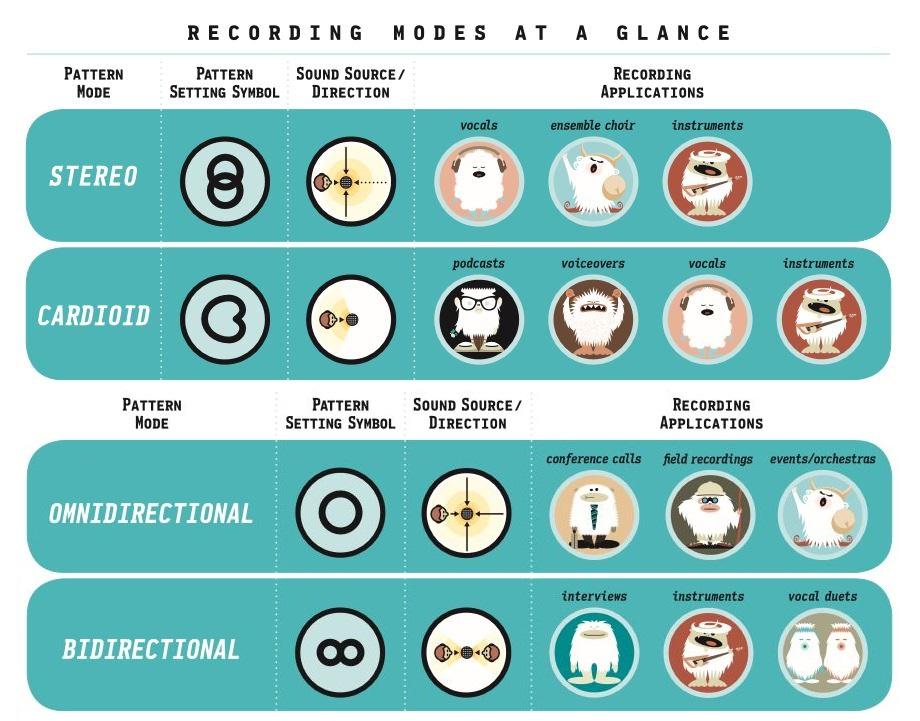 RECORDING MODES AT A GLANCE
PATTERN MODE
PATTERN SETTING SYMBOL
SOUND SOURCE/ DIRECTION
RECORDING APPLICATIONS
STEREO
vocals
ensemble choir
instruments
CARDIOID
podcasts
voiceovers
vocals
instruments
PATTERN MODE
PATTERN SETTING SYMBOL
SOUND SOURCE/ DIRECTION
RECORDING APPLICATIONS
OMNIDIRECTIONAL
conference calls
field recordings
events/orchestras
BIDIRECTIONAL
interviews
instruments
vocal duets